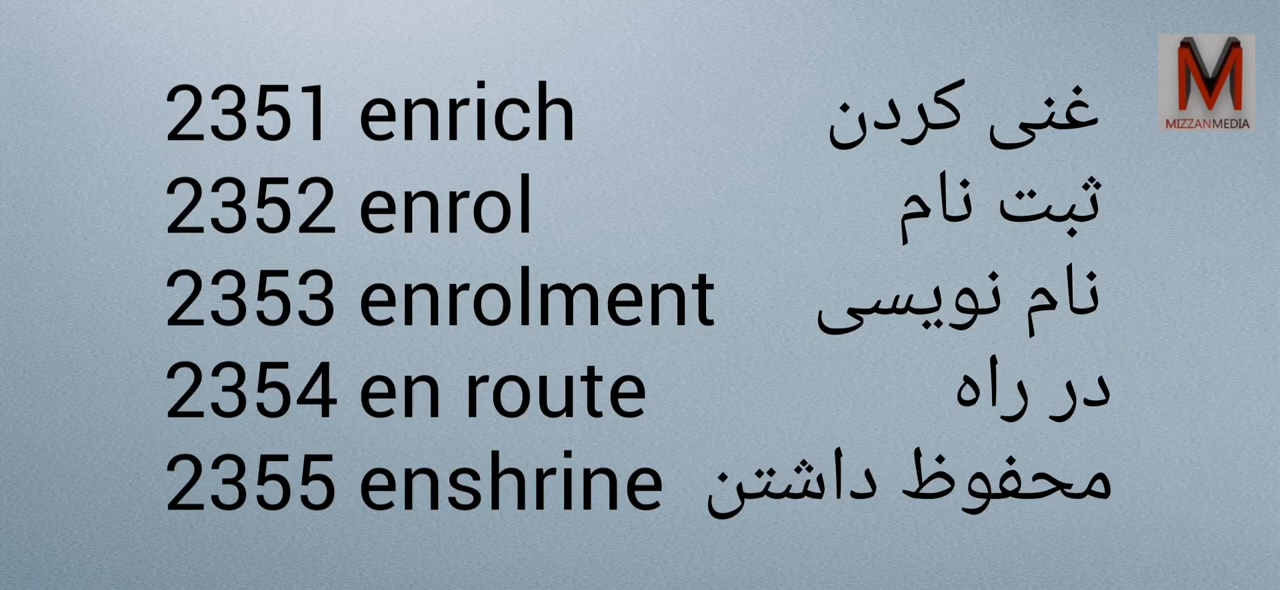 2351 enrich غنی کردن
2352 enrol ثبت نام
2353 enrolment نام نویسی
2354 en route در راه
2355 enshrine محفوظ داشتن
MIZZANMEDIA